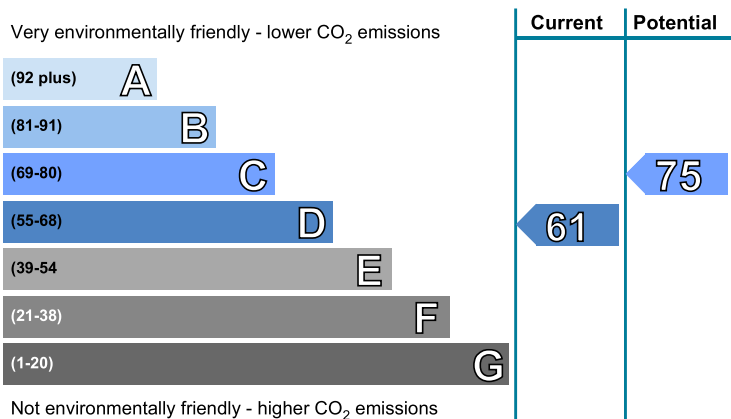 Very environmentally friendly - lower CO2 emissions
Current
Potential
(92 plus) A
(81-91) B
(69-80) C
75
(55-68) D
61
(39-54 E
(21-38) F
(1-20) G
Not environmentally friendly - higher CO2 emissions